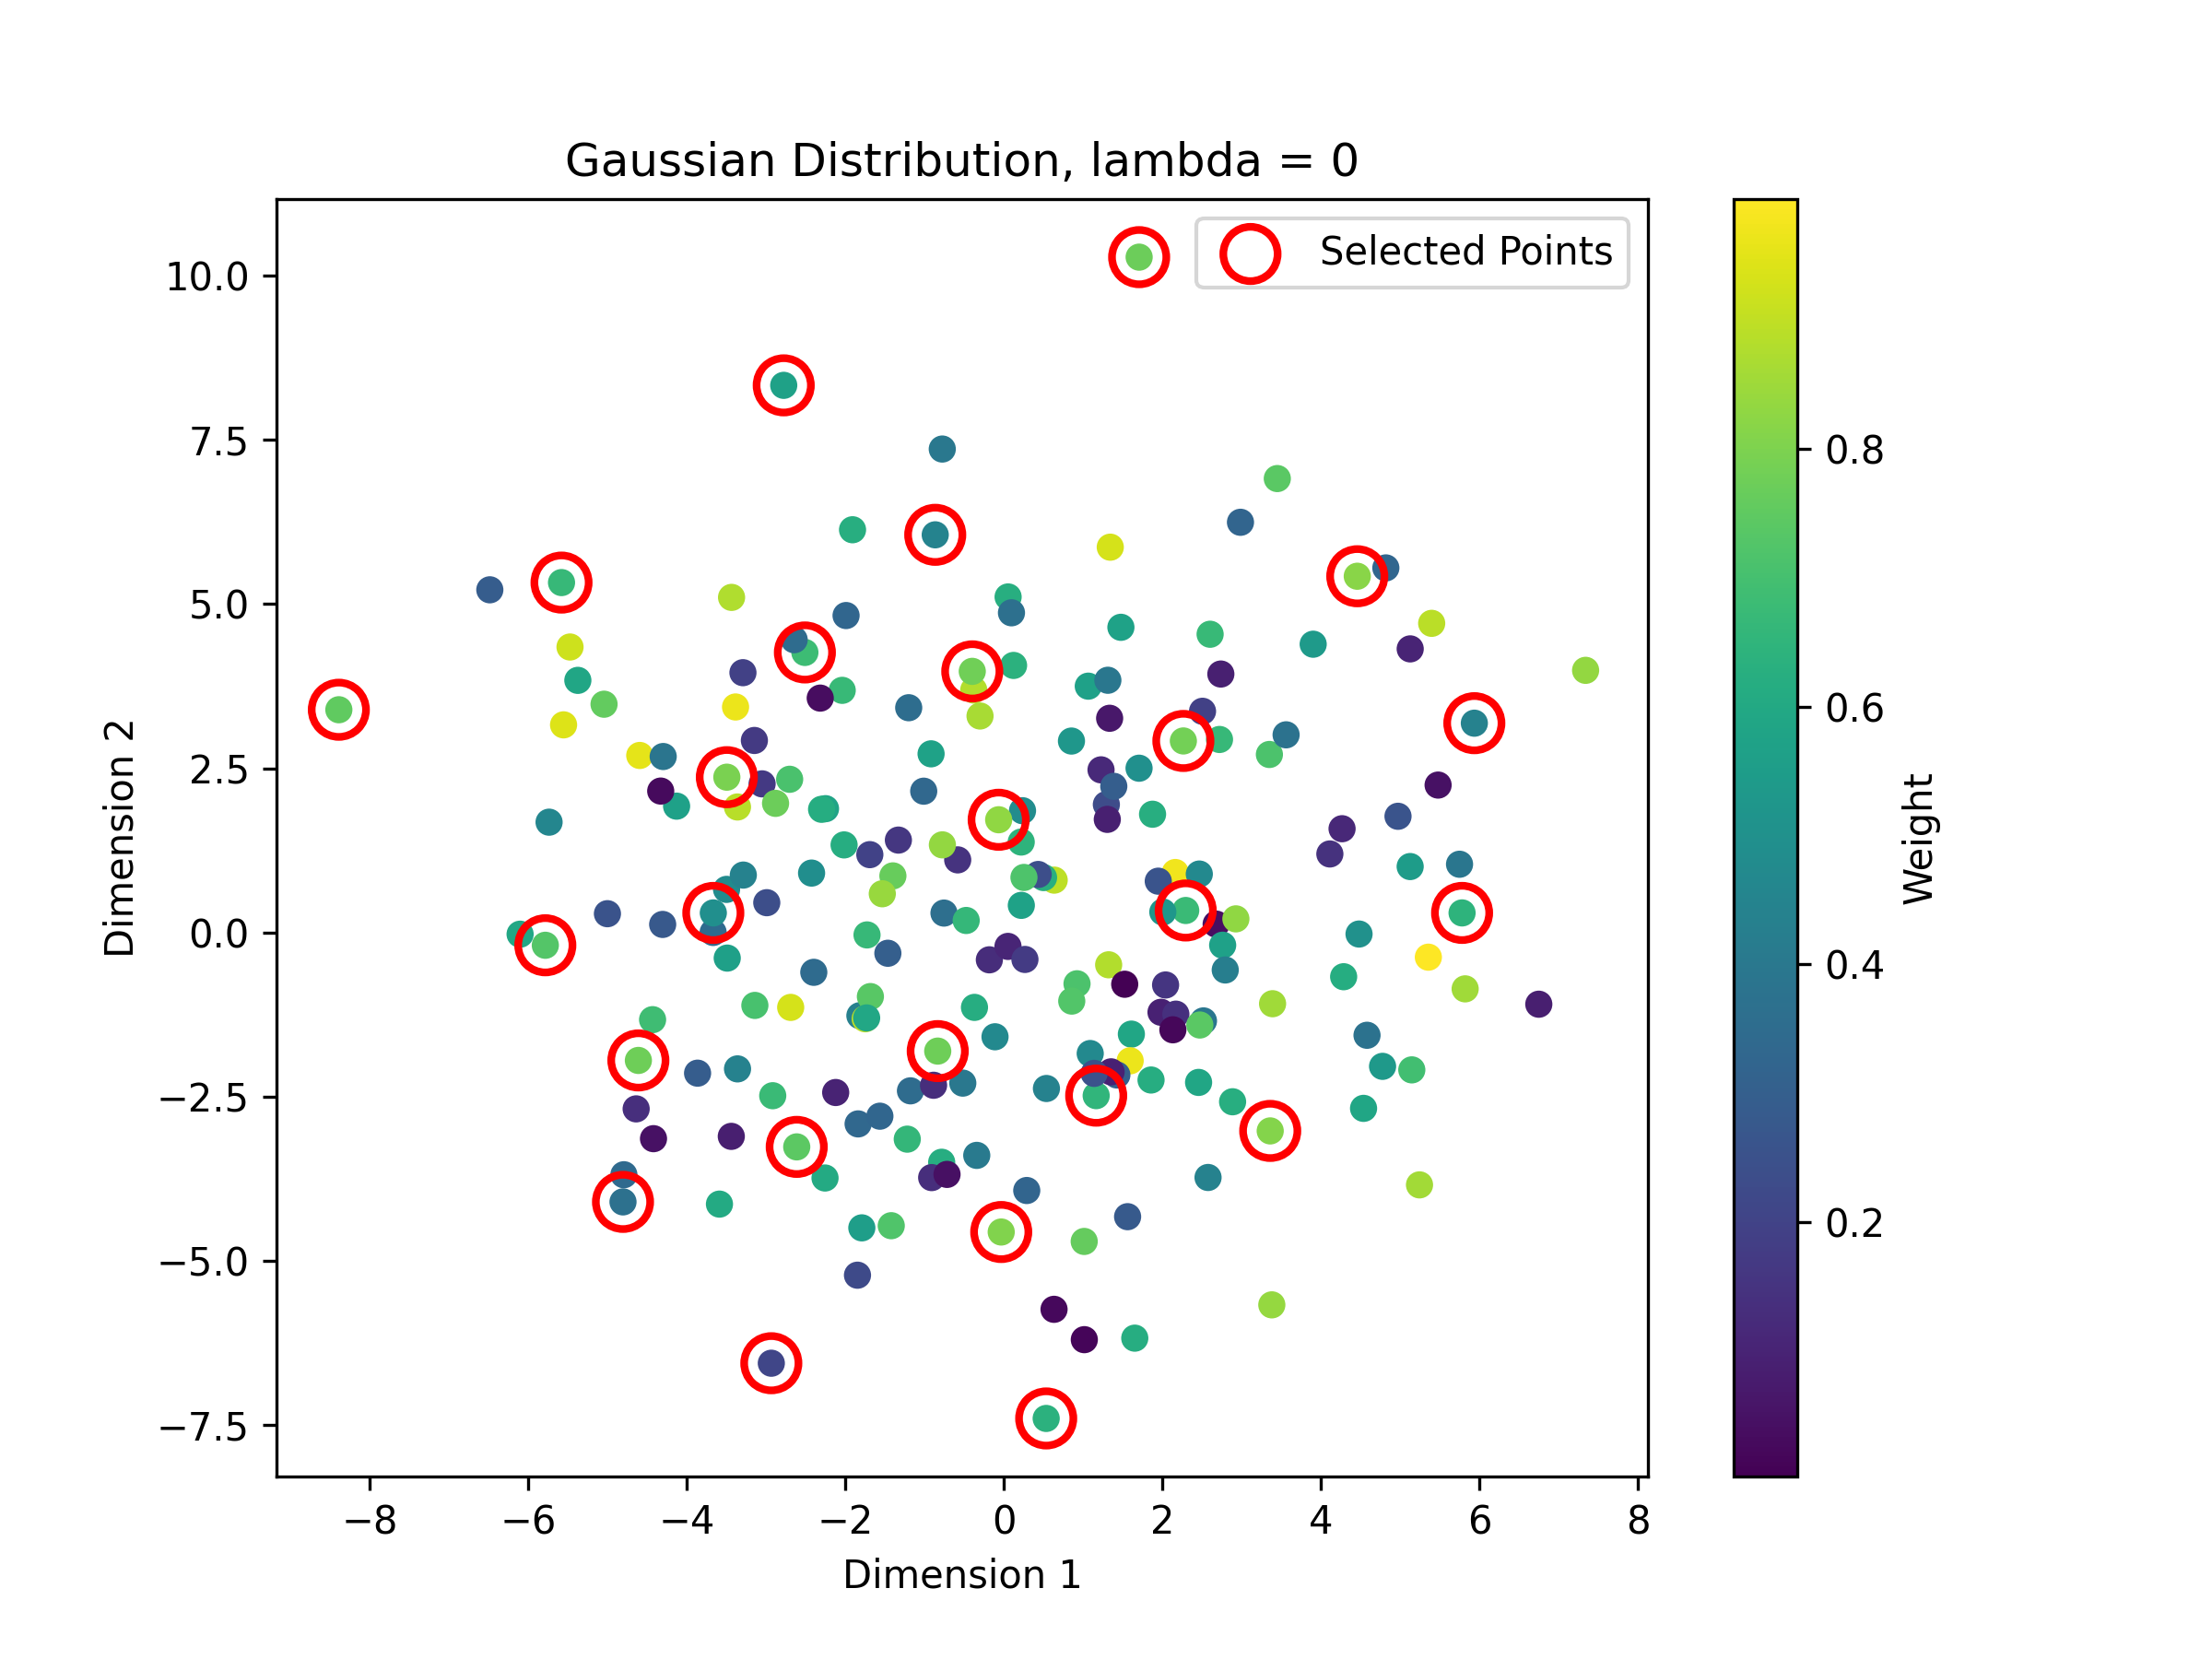 Gaussian Distribution, lambda = 0
Selected Points
10.0
7.5
5.0
2.5
0.0
−2.5
−5.0
−7.5
Dimension 2
−8 −6 −4 −2 0 2 4 6 8
Dimension 1
0.8
0.6
0.4
0.2
Weight